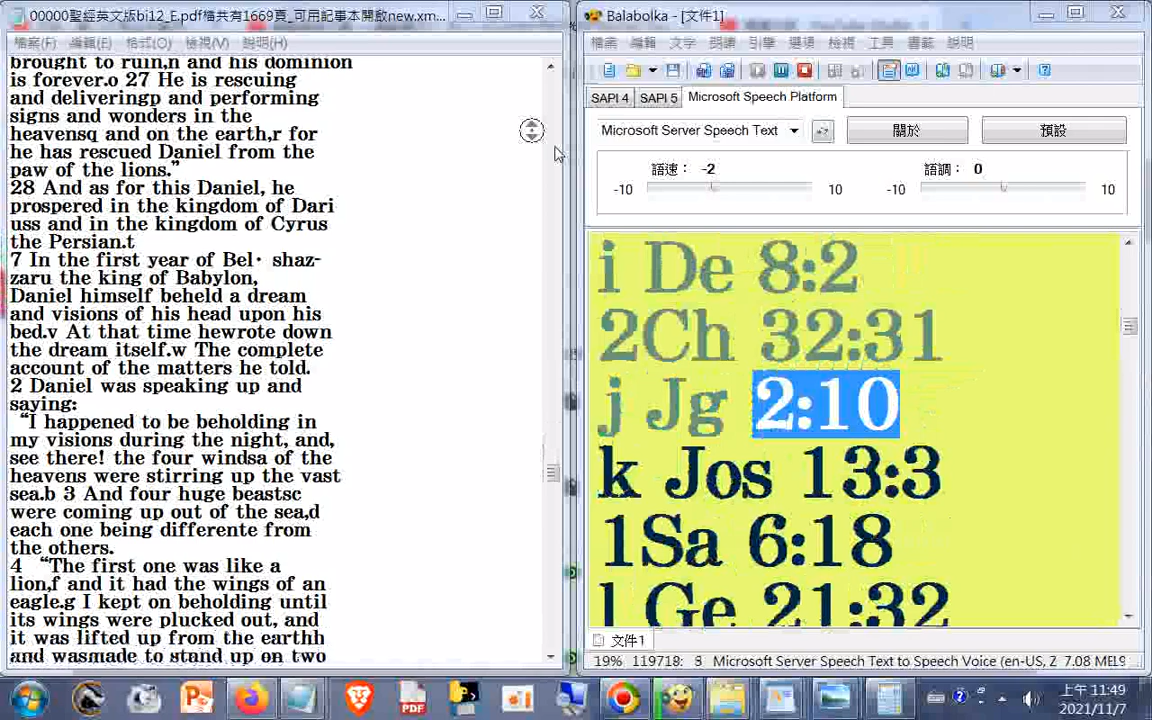 00000聖經英文版bi12_E.pdf檔共有1669頁_可用記事本開啟new.xm...
檔案(F) 編輯(E) 格式(O) 檢視(V) 說明(H)
brought to ruin,n and his dominion
is forever.o 27 He is rescuing
and deliveringp and performing
signs and wonders in the
heavensq and on the earth,r for
he has rescued Daniel from the
paw of the lions.”
28 And as for this Daniel, he
prospered in the kingdom of Dari
uss and in the kingdom of Cyrus
the Persian.t
7 In the first year of Bel· shaz-
zaru the king of Babylon,
Daniel himself beheld a dream
and visions of his head upon his
bed.v At that time hewrote down
the dream itself.w The complete
account of the matters he told.
2 Daniel was speaking up and
saying:
“I happened to be beholding in
my visions during the night, and,
see there! the four windsa of the
heavens were stirring up the vast
sea.b 3 And four huge beastsc
were coming up out of the sea,d
each one being differente from
the others.
4 “The first one was like a
lion,f and it had the wings of an
eagle.g I kept on beholding until
its wings were plucked out, and
it was lifted up from the earthh
and wasmade to stand up on two
Balabolka - [文件1]
檔案 編輯 文字 朗讀 引擎 選項 檢視 工具 書籤 說明
SAPI 4 SAPI 5 Microsoft Speech Platform
Microsoft Server Speech Text 關於 預設
語速： -2 語調： 0
-10 10 -10 10
i De 8:2
2Ch 32:31
j Jg 2:10
k Jos 13:3
1Sa 6:18
l Ge 21:32
文件1
19% 119718: 3 Microsoft Server Speech Text to Speech Voice (en-US, Z 7.08 ME
PDF
上午 11:49
2021/11/7